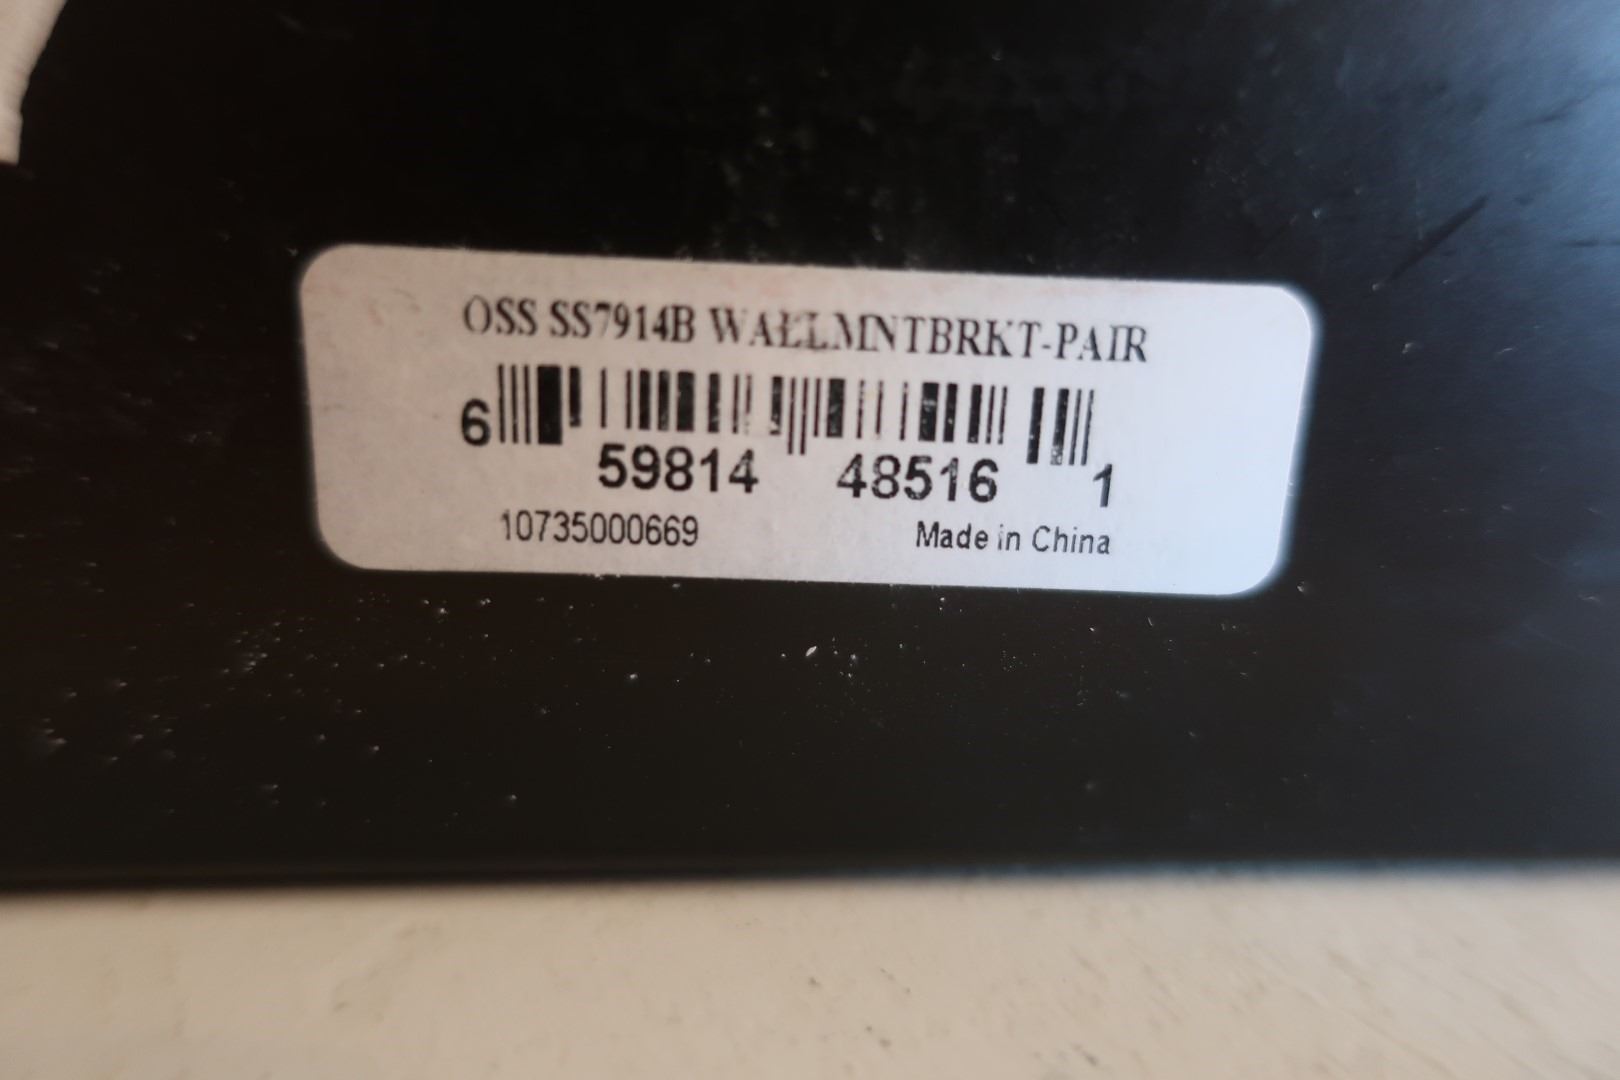 OSS SS7914B WALLMNTBRKT-PAIR
6 59814 48516 1
10735000669 Made in China